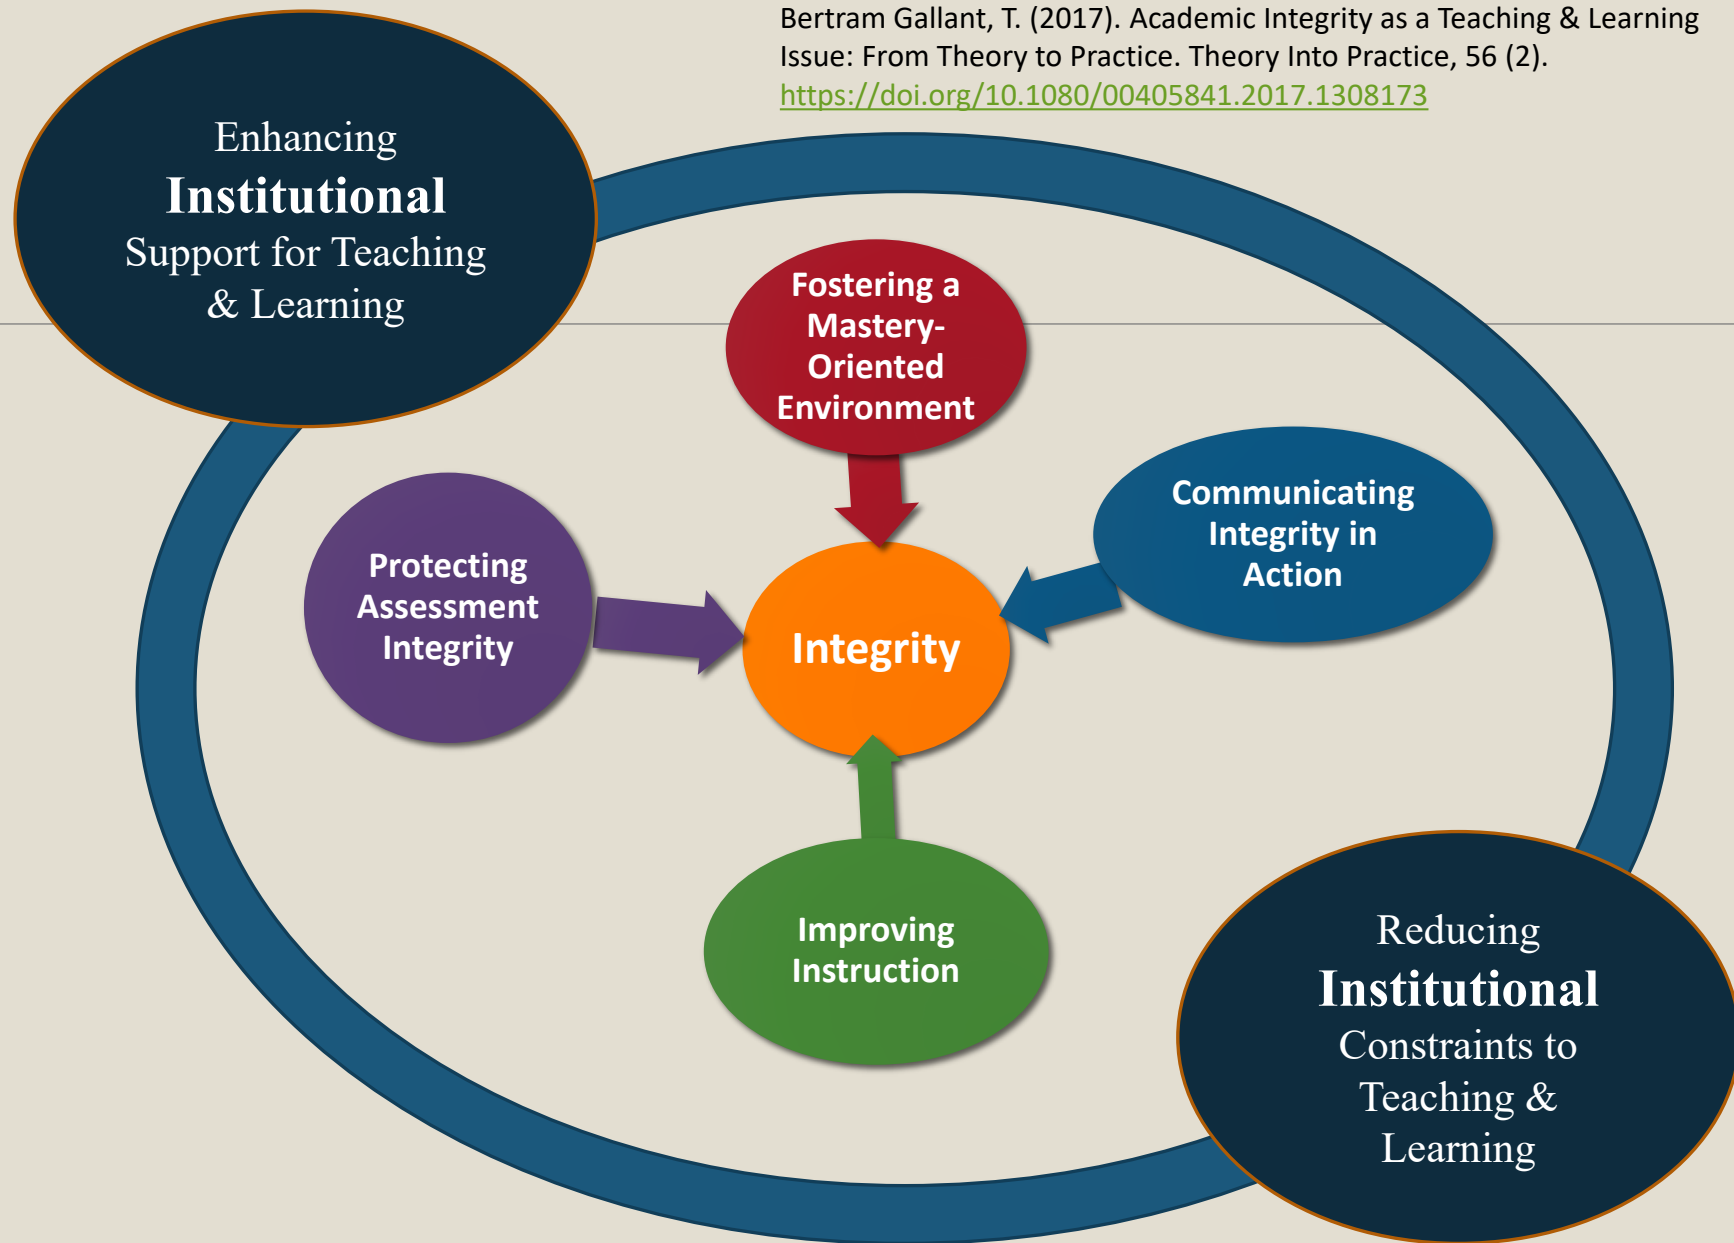 Bertram Gallant, T. (2017). Academic Integrity as a Teaching & Learning
Issue: From Theory to Practice. Theory Into Practice, 56 (2).
https://doi.org/10.1080/00405841.2017.1308173
Enhancing
Institutional
Support for Teaching
& Learning
Fostering a
Mastery-
Oriented
Environment
Communicating
Integrity in
Action
Protecting
Assessment
Integrity
Integrity
Improving
Instruction
Reducing
Institutional
Constraints to
Teaching &
Learning